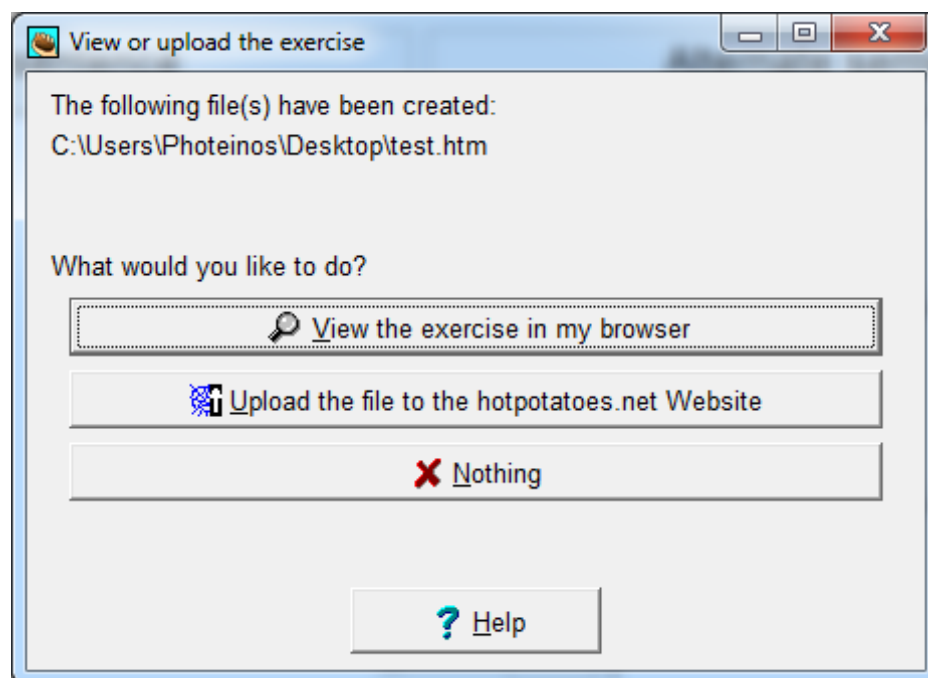 View or upload the exercise
The following file(s) have been created:
C:\Users\Photeinos\Desktop\test.htm
What would you like to do?
View the exercise in my browser
Upload the file to the hotpotatoes.net Website
Nothing
? Help